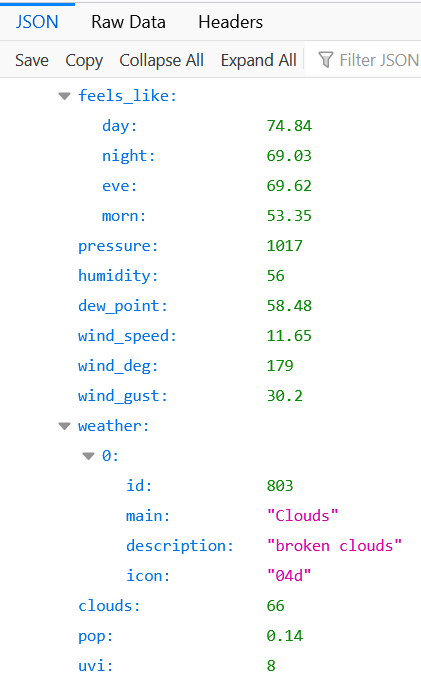 JSON Raw Data Headers
Save Copy Collapse All Expand All Filter JSON
feels_like:
day: 74.84
night: 69.03
eve: 69.62
morn: 53.35
pressure: 1017
humidity: 56
dew_point: 58.48
wind_speed: 11.65
wind_deg: 179
wind_gust: 30.2
weather:
0:
id: 803
main: "Clouds"
description: "broken clouds"
icon: "04d"
clouds: 66
pop: 0.14
uvi: 8